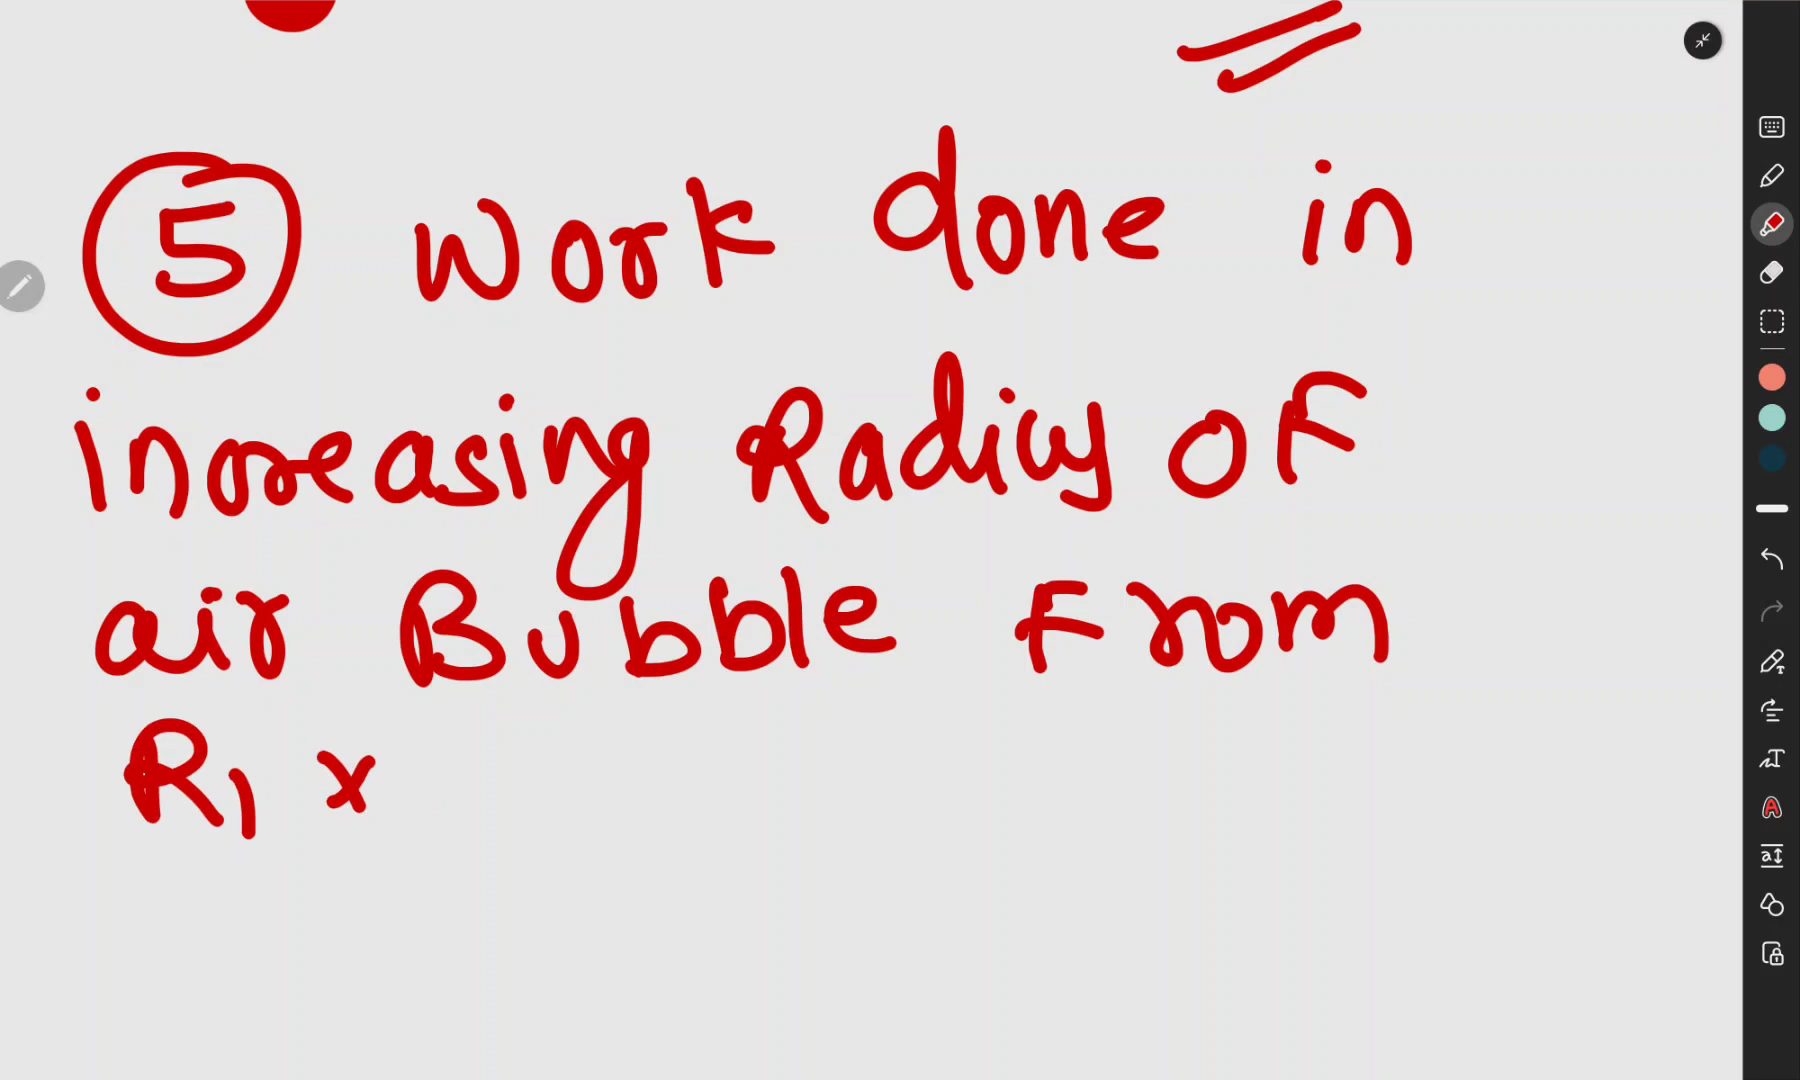 5 Work done in
increasing Radius of
air Bubble From
R1 x